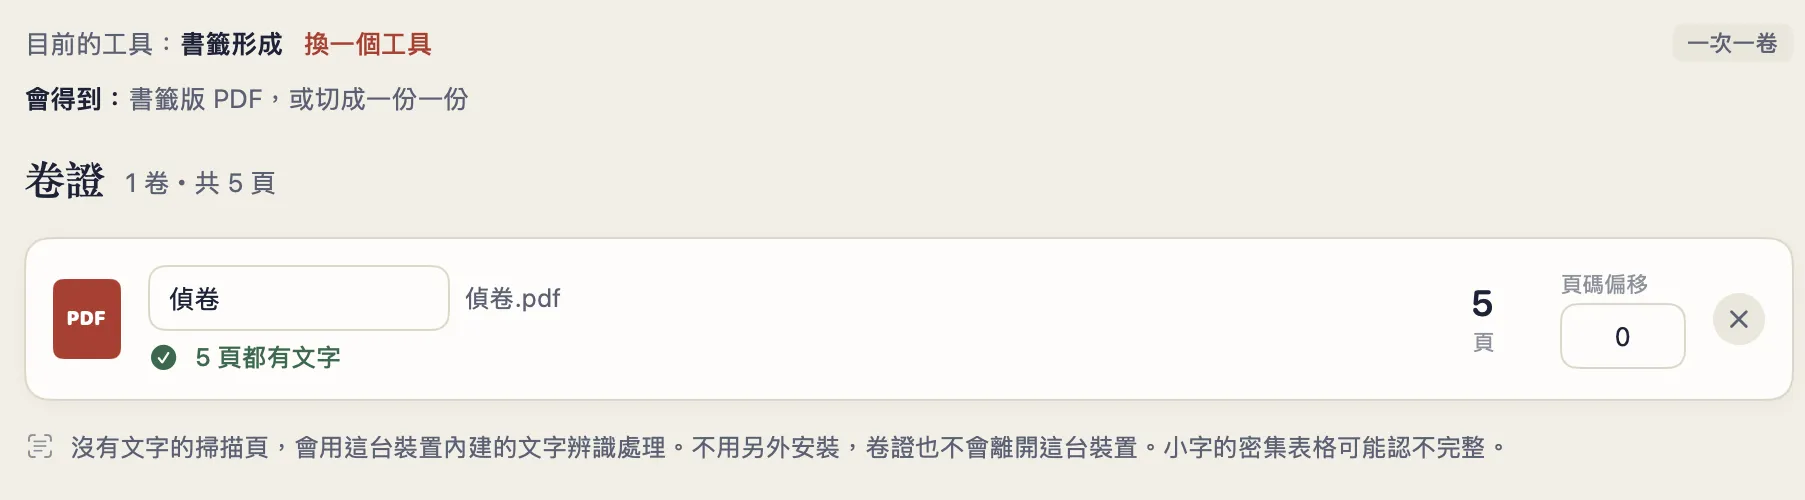 目前的工具：書籤形成 換一個工具
一次一卷
會得到：書籤版 PDF，或切成一份一份
卷證 1 卷・共 5 頁
PDF
偵卷 偵卷.pdf
5 頁都有文字
5
頁
頁碼偏移
0
沒有文字的掃描頁，會用這台裝置內建的文字辨識處理。不用另外安裝，卷證也不會離開這台裝置。小字的密集表格可能認不完整。